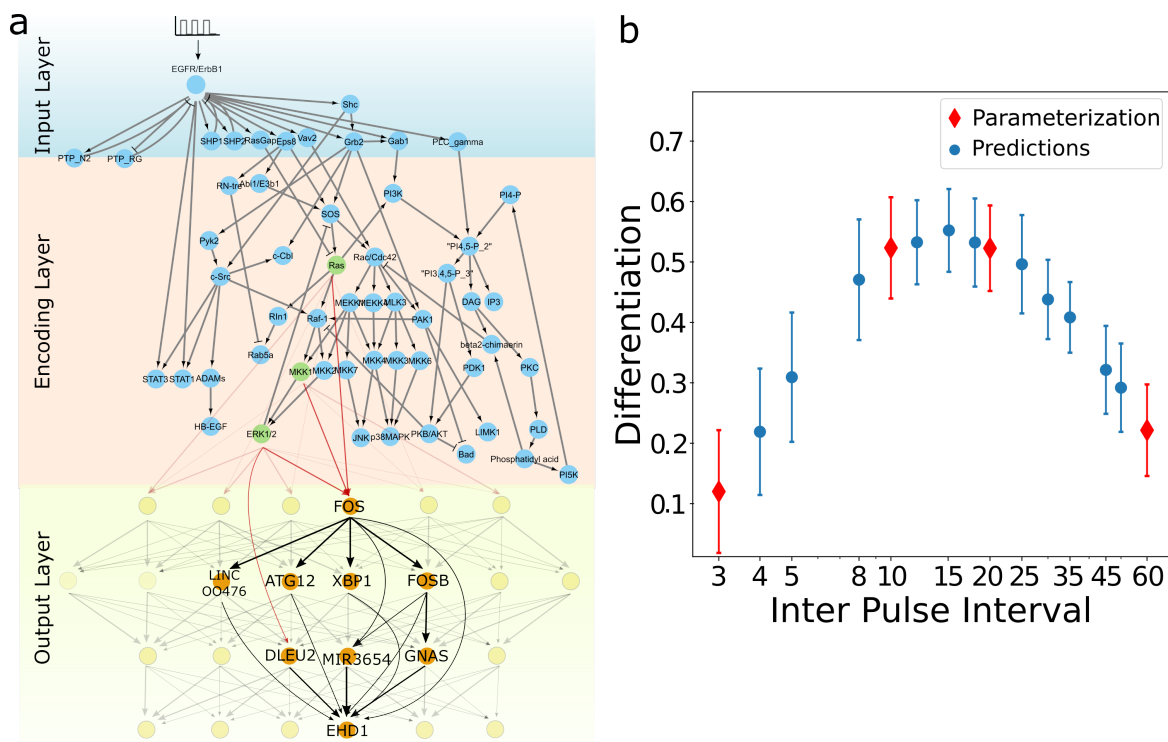 a
Input Layer
EGFR/ErbB1
Shc
PTP_N2
PTP_RG
SHP1
SHP2
RasGap
Eps8
Vav2
Grb2
Gab1
PLC_gamma
Encoding Layer
RN-tre
Abi1/E3b1
PI3K
PI4-P
SOS
Pyk2
c-Cbl
Ras
Rac/Cdc42
"PI4,5-P_2"
"PI3,4,5-P_3"
c-Src
RIn1
Raf-1
MEKK1
MEKK4
MLK3
PAK1
DAG
IP3
beta2-chimaerin
Rab5a
STAT3
STAT1
ADAMs
MKK1
MKK2
MKK7
MKK4
MKK3
MKK6
PDK1
PKC
HB-EGF
ERK1/2
JNK
p38MAPK
PKB/AKT
LIMK1
PLD
Bad
Phosphatidyl acid
PI5K
Output Layer
FOS
LINC
OO476
ATG12
XBP1
FOSB
DLEU2
MIR3654
GNAS
EHD1
b
Parameterization
Predictions
Differentiation
0.7
0.6
0.5
0.4
0.3
0.2
0.1
3 4 5 8 10 15 20 25 35 45 60
Inter Pulse Interval